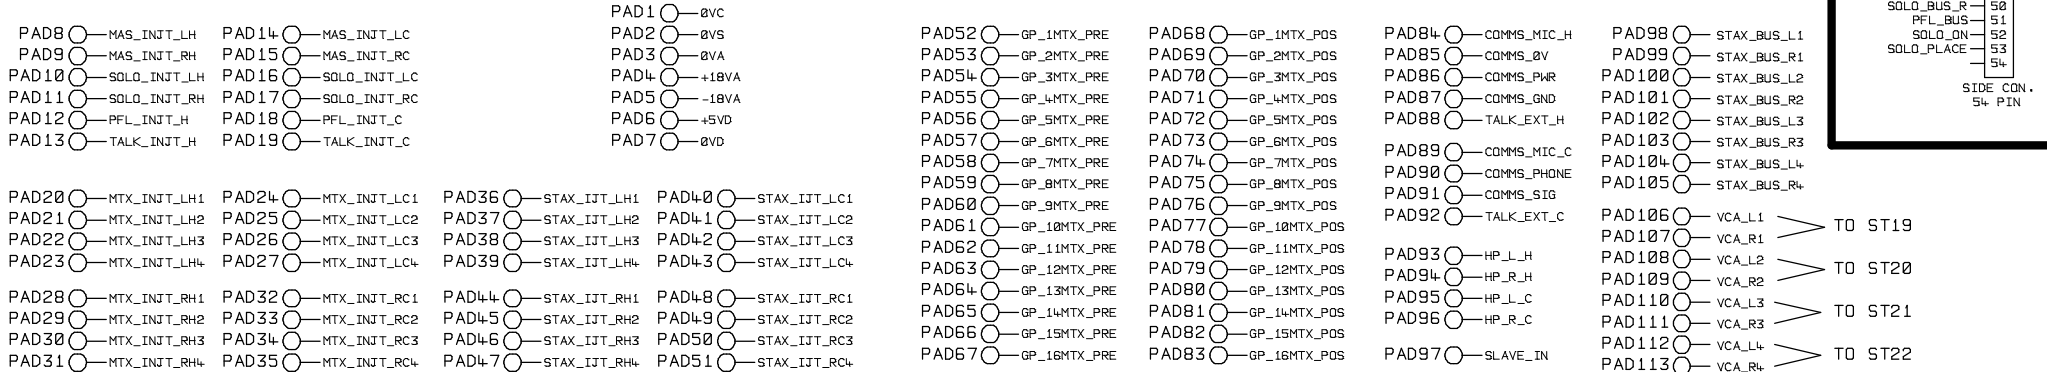 PAD1 0VC
PAD2 0VS
PAD3 0VA
PAD4 +18VA
PAD5 -18VA
PAD6 +5VD
PAD7 0VD
PAD8 MAS_INJT_LH
PAD9 MAS_INJT_RH
PAD10 SOLO_INJT_LH
PAD11 SOLO_INJT_RH
PAD12 PFL_INJT_H
PAD13 TALK_INJT_H
PAD14 MAS_INJT_LC
PAD15 MAS_INJT_RC
PAD16 SOLO_INJT_LC
PAD17 SOLO_INJT_RC
PAD18 PFL_INJT_C
PAD19 TALK_INJT_C
PAD20 MTX_INJT_LH1
PAD21 MTX_INJT_LH2
PAD22 MTX_INJT_LH3
PAD23 MTX_INJT_LH4
PAD24 MTX_INJT_LC1
PAD25 MTX_INJT_LC2
PAD26 MTX_INJT_LC3
PAD27 MTX_INJT_LC4
PAD28 MTX_INJT_RH1
PAD29 MTX_INJT_RH2
PAD30 MTX_INJT_RH3
PAD31 MTX_INJT_RH4
PAD32 MTX_INJT_RC1
PAD33 MTX_INJT_RC2
PAD34 MTX_INJT_RC3
PAD35 MTX_INJT_RC4
PAD36 STAX_IJT_LH1
PAD37 STAX_IJT_LH2
PAD38 STAX_IJT_LH3
PAD39 STAX_IJT_LH4
PAD40 STAX_IJT_LC1
PAD41 STAX_IJT_LC2
PAD42 STAX_IJT_LC3
PAD43 STAX_IJT_LC4
PAD44 STAX_IJT_RH1
PAD45 STAX_IJT_RH2
PAD46 STAX_IJT_RH3
PAD47 STAX_IJT_RH4
PAD48 STAX_IJT_RC1
PAD49 STAX_IJT_RC2
PAD50 STAX_IJT_RC3
PAD51 STAX_IJT_RC4
PAD52 GP_1MTX_PRE
PAD53 GP_2MTX_PRE
PAD54 GP_3MTX_PRE
PAD55 GP_4MTX_PRE
PAD56 GP_5MTX_PRE
PAD57 GP_6MTX_PRE
PAD58 GP_7MTX_PRE
PAD59 GP_8MTX_PRE
PAD60 GP_9MTX_PRE
PAD61 GP_10MTX_PRE
PAD62 GP_11MTX_PRE
PAD63 GP_12MTX_PRE
PAD64 GP_13MTX_PRE
PAD65 GP_14MTX_PRE
PAD66 GP_15MTX_PRE
PAD67 GP_16MTX_PRE
PAD68 GP_1MTX_POS
PAD69 GP_2MTX_POS
PAD70 GP_3MTX_POS
PAD71 GP_4MTX_POS
PAD72 GP_5MTX_POS
PAD73 GP_6MTX_POS
PAD74 GP_7MTX_POS
PAD75 GP_8MTX_POS
PAD76 GP_9MTX_POS
PAD77 GP_10MTX_POS
PAD78 GP_11MTX_POS
PAD79 GP_12MTX_POS
PAD80 GP_13MTX_POS
PAD81 GP_14MTX_POS
PAD82 GP_15MTX_POS
PAD83 GP_16MTX_POS
PAD84 COMMS_MIC_H
PAD85 COMMS_0V
PAD86 COMMS_PWR
PAD87 COMMS_GND
PAD88 TALK_EXT_H
PAD89 COMMS_MIC_C
PAD90 COMMS_PHONE
PAD91 COMMS_SIG
PAD92 TALK_EXT_C
PAD93 HP_L_H
PAD94 HP_R_H
PAD95 HP_L_C
PAD96 HP_R_C
PAD97 SLAVE_IN
PAD98 STAX_BUS_L1
PAD99 STAX_BUS_R1
PAD100 STAX_BUS_L2
PAD101 STAX_BUS_R2
PAD102 STAX_BUS_L3
PAD103 STAX_BUS_R3
PAD104 STAX_BUS_L4
PAD105 STAX_BUS_R4
PAD106 VCA_L1
PAD107 VCA_R1
TO ST19
PAD108 VCA_L2
PAD109 VCA_R2
TO ST20
PAD110 VCA_L3
PAD111 VCA_R3
TO ST21
PAD112 VCA_L4
PAD113 VCA_R4
TO ST22
SOLO_BUS_R 50
PFL_BUS 51
SOLO_ON 52
SOLO_PLACE 53
54
SIDE CON.
54 PIN